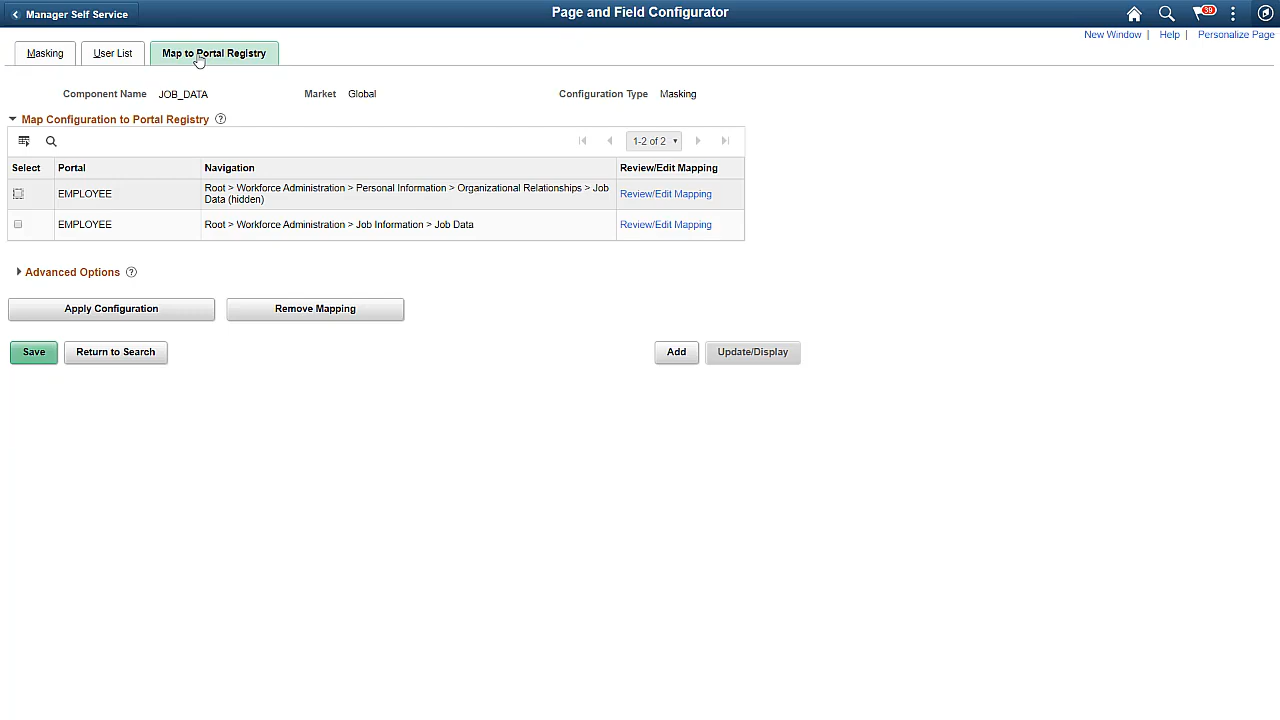 Manager Self Service
Page and Field Configurator
39
New Window | Help | Personalize Page
Masking
User List
Map to Portal Registry
Component Name JOB_DATA
Market Global
Configuration Type Masking
Map Configuration to Portal Registry
1-2 of 2
Select Portal Navigation Review/Edit Mapping
EMPLOYEE
Root > Workforce Administration > Personal Information > Organizational Relationships > Job
Data (hidden)
Review/Edit Mapping
EMPLOYEE
Root > Workforce Administration > Job Information > Job Data
Review/Edit Mapping
Advanced Options
Apply Configuration
Remove Mapping
Save
Return to Search
Add
Update/Display